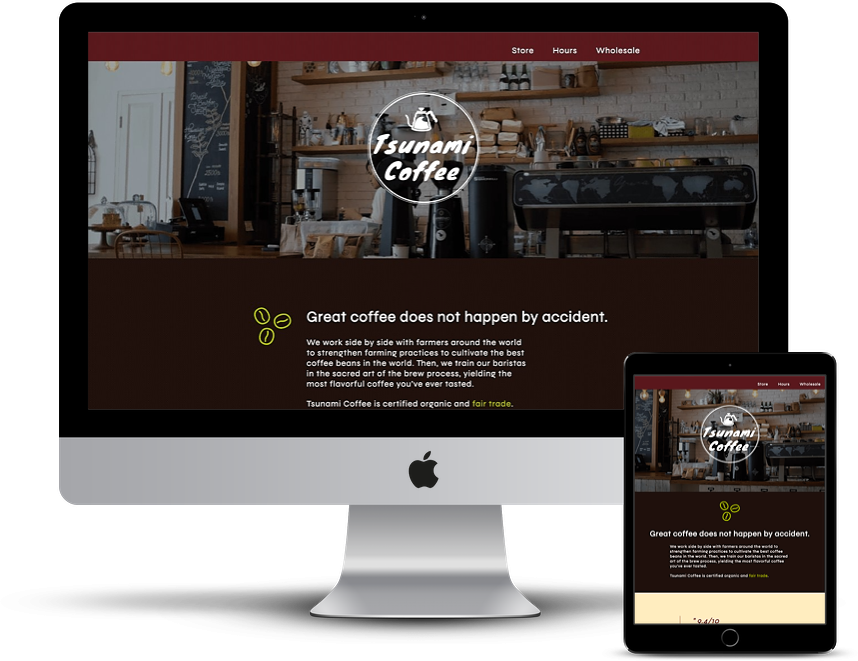 Store Hours Wholesale
Tsunami
Coffee
Great coffee does not happen by accident.
We work side by side with farmers around the world
to strengthen farming practices to cultivate the best
coffee beans in the world. Then, we train our baristas
in the sacred art of the brew process, yielding the
most flavorful coffee you've ever tasted.
Tsunami Coffee is certified organic and fair trade.
Store Hours Wholesale
Tsunami
Coffee
Great coffee does not happen by accident.
We work side by side with farmers around the world to
strengthen farming practices to cultivate the best coffee
beans in the world. Then, we train our baristas in the sacred
art of the brew process, yielding the most flavorful coffee
you've ever tasted.
Tsunami Coffee is certified organic and fair trade.
"9.4/10